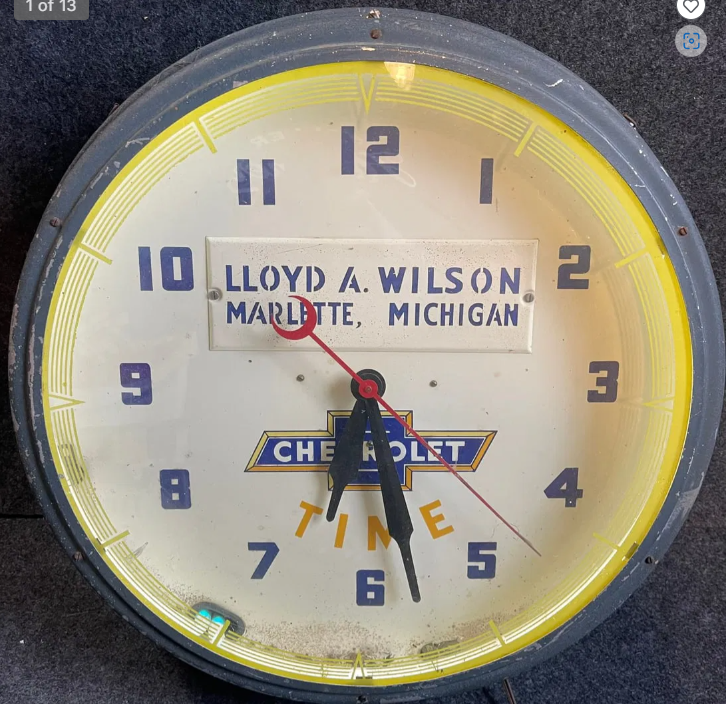 1 of 13
12
11 1
10 2
LLOYD A. WILSON
MARLETTE, MICHIGAN
9 3
CHEVROLET
8 4
TIME
7 5
6